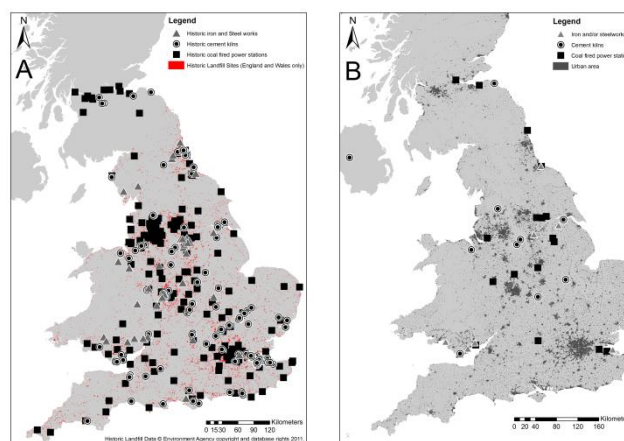 N
A
Legend
Historic iron and Steel works
Historic cement kilns
Historic coal fired power stations
Historic Landfill Sites (England and Wales only)
Kilometers
0 15 30 60 90 120
Historic Landfill Data © Environment Agency copyright and database rights 2011.
N
B
Legend
Iron and/or steelworks
Cement kilns
Coal fired power stati
Urban area
Kilometers
0 20 40 80 120 160